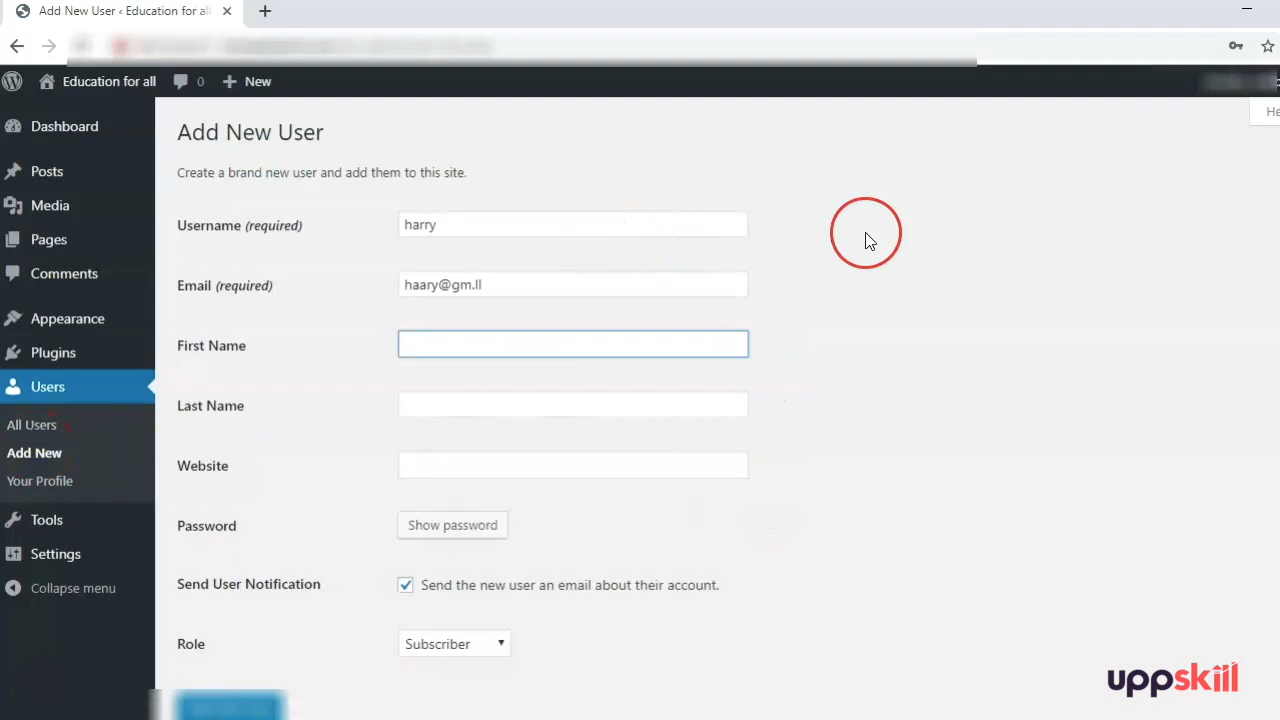 Add New User ‹ Education for al
Education for all 0 New
He
Dashboard
Posts
Media
Pages
Comments
Appearance
Plugins
Users
All Users
Add New
Your Profile
Tools
Settings
Collapse menu
Add New User
Create a brand new user and add them to this site.
Username (required) harry
Email (required) haary@gm.ll
First Name
Last Name
Website
Password Show password
Send User Notification Send the new user an email about their account.
Role Subscriber
uppskill